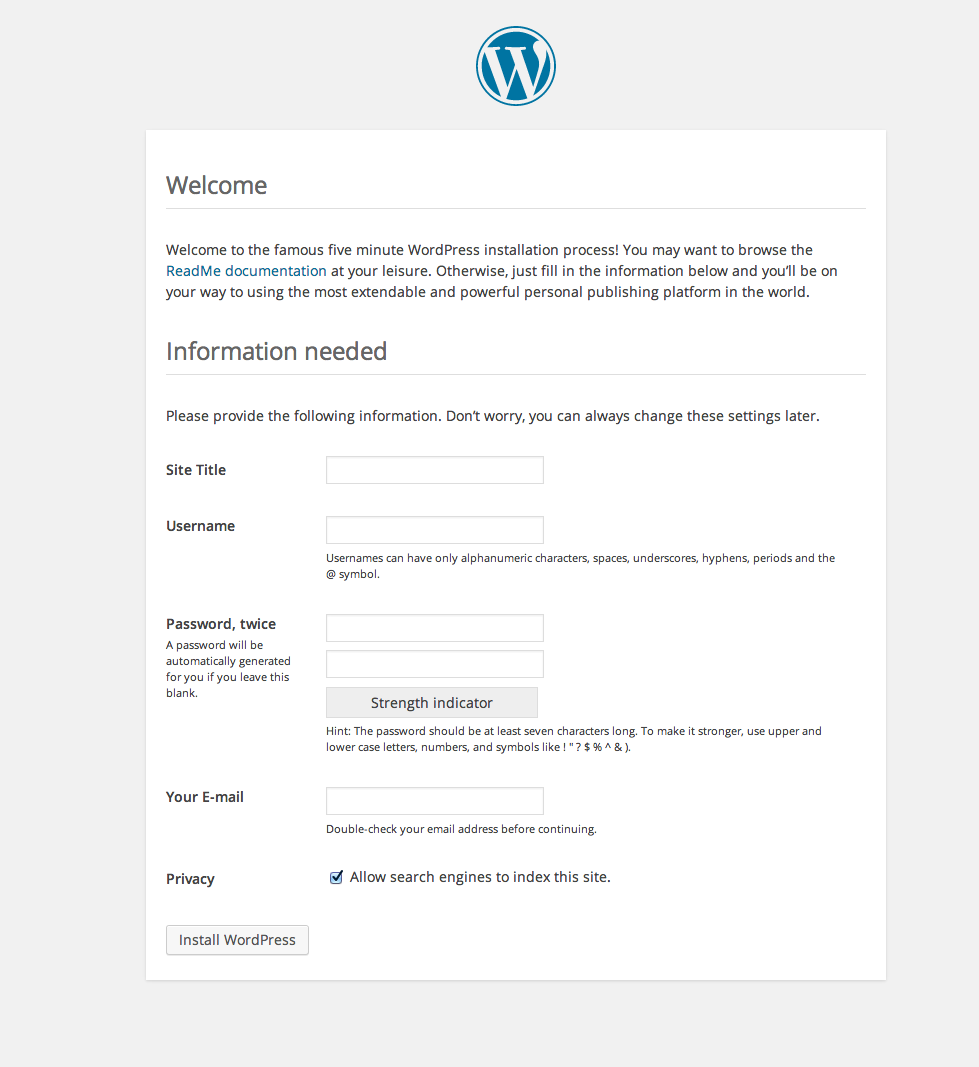 Welcome
Welcome to the famous five minute WordPress installation process! You may want to browse the
ReadMe documentation at your leisure. Otherwise, just fill in the information below and you’ll be on
your way to using the most extendable and powerful personal publishing platform in the world.
Information needed
Please provide the following information. Don’t worry, you can always change these settings later.
Site Title
Username
Usernames can have only alphanumeric characters, spaces, underscores, hyphens, periods and the
@ symbol.
Password, twice
A password will be
automatically generated
for you if you leave this
blank.
Strength indicator
Hint: The password should be at least seven characters long. To make it stronger, use upper and
lower case letters, numbers, and symbols like ! " ? $ % ^ & ).
Your E-mail
Double-check your email address before continuing.
Privacy
Allow search engines to index this site.
Install WordPress